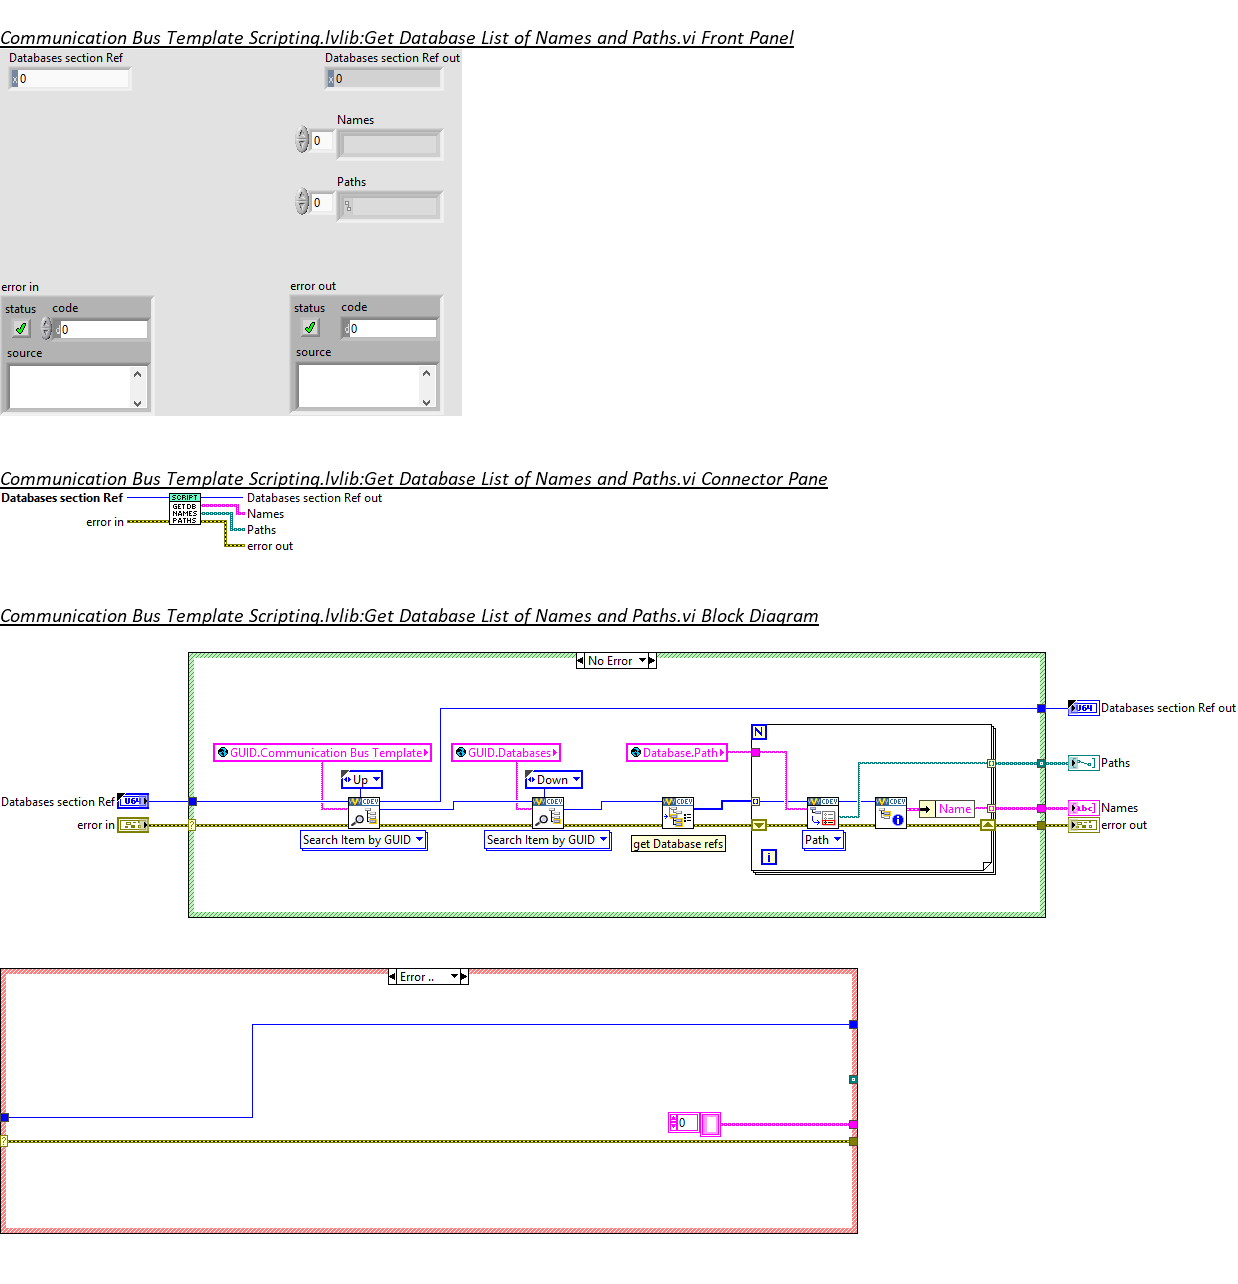 Communication Bus Template Scripting.lvlib:Get Database List of Names and Paths.vi Front Panel
Databases section Ref
Databases section Ref out
x 0
x 0
Names
0
Paths
0
error in
error out
status code
status code
d 0
d 0
source
source
Communication Bus Template Scripting.lvlib:Get Database List of Names and Paths.vi Connector Pane
Databases section Ref
SCRIPT
GET DB
NAMES
PATHS
Databases section Ref out
Names
error in
Paths
error out
Communication Bus Template Scripting.lvlib:Get Database List of Names and Paths.vi Block Diagram
No Error
U64
Databases section Ref out
N
GUID.Communication Bus Template
GUID.Databases
Database.Path
Paths
Up
Down
Databases section Ref
U64
CDEV
CDEV
CDEV
CDEV
CDEV
Name
abc
Names
error in
error out
Search Item by GUID
Search Item by GUID
get Database refs
Path
i
Error ..
0
?